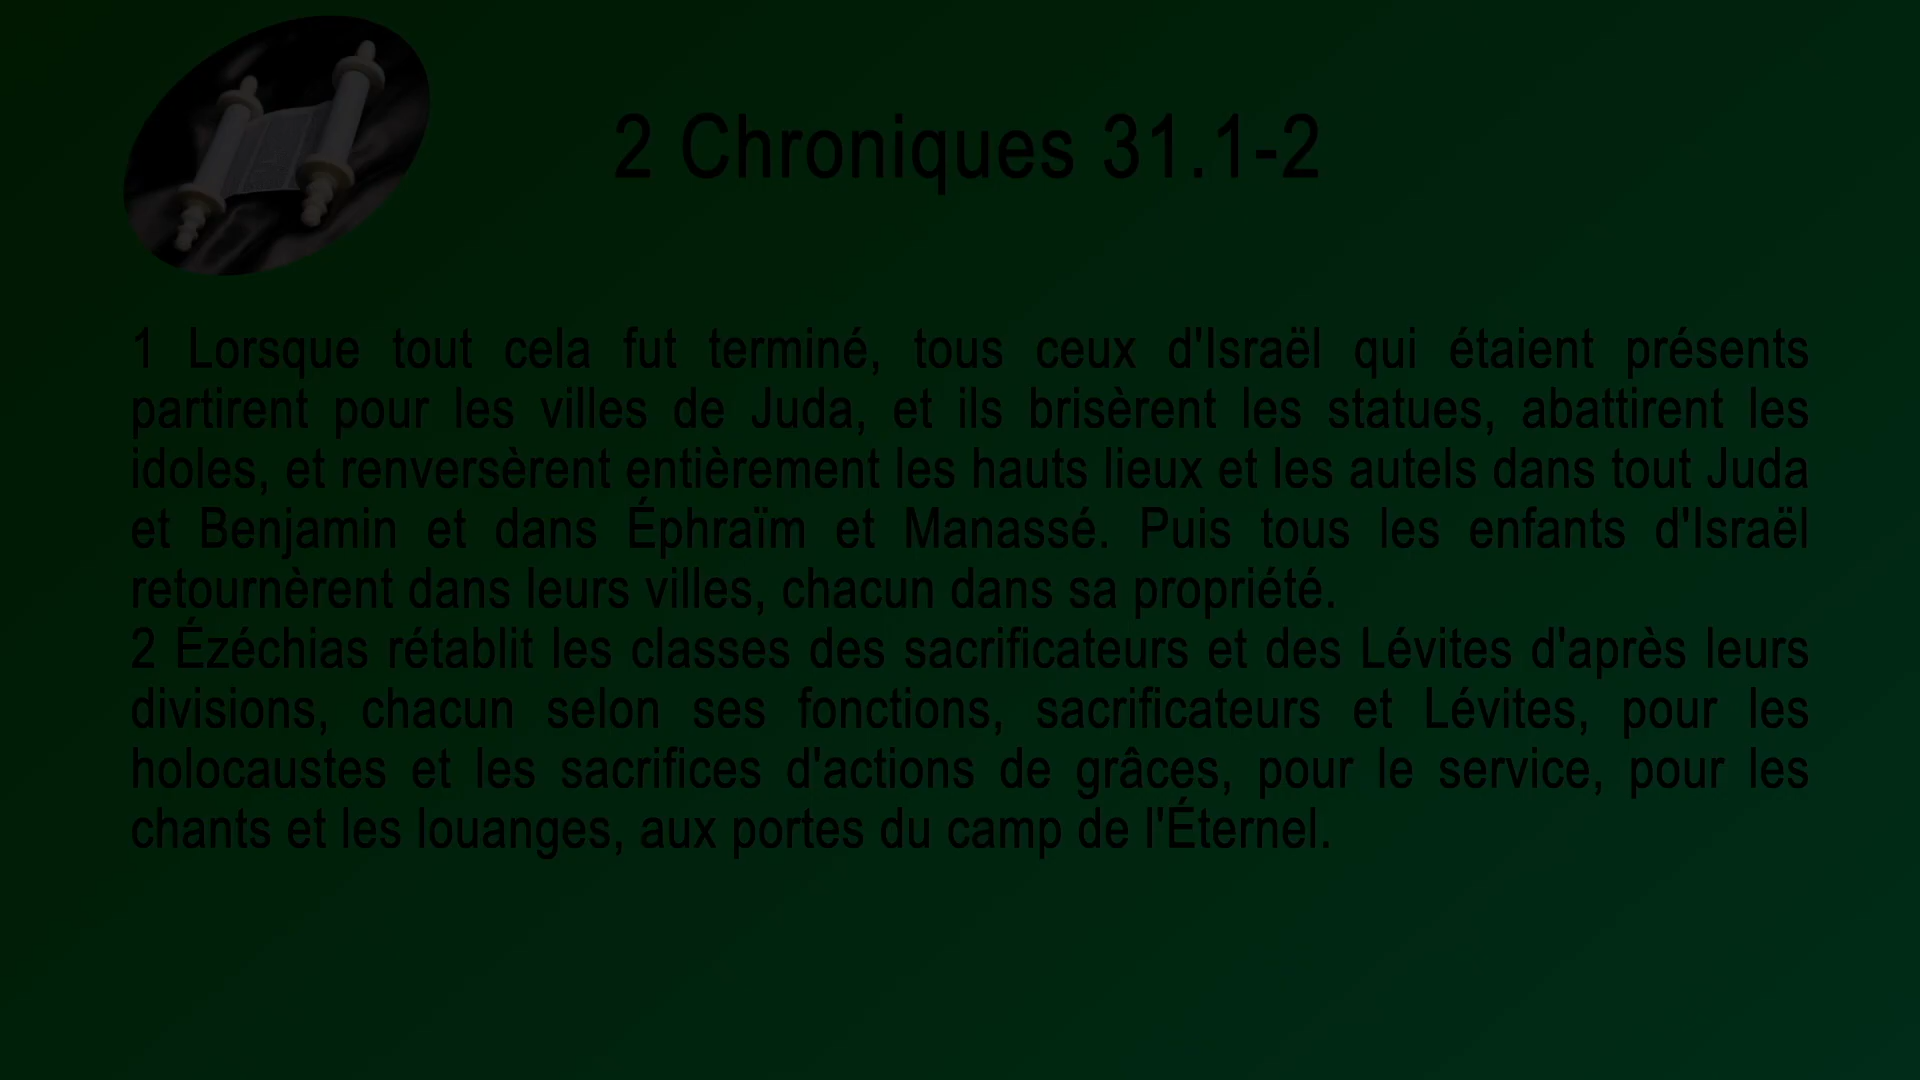 2 Chroniques 31.1-2
1 Lorsque tout cela fut terminé, tous ceux d'Israël qui étaient présents
partirent pour les villes de Juda, et ils brisèrent les statues, abattirent les
idoles, et renversèrent entièrement les hauts lieux et les autels dans tout Juda
et Benjamin et dans Éphraïm et Manassé. Puis tous les enfants d'Israël
retournèrent dans leurs villes, chacun dans sa propriété.
2 Ézéchias rétablit les classes des sacrificateurs et des Lévites d'après leurs
divisions, chacun selon ses fonctions, sacrificateurs et Lévites, pour les
holocaustes et les sacrifices d'actions de grâces, pour le service, pour les
chants et les louanges, aux portes du camp de l'Éternel.